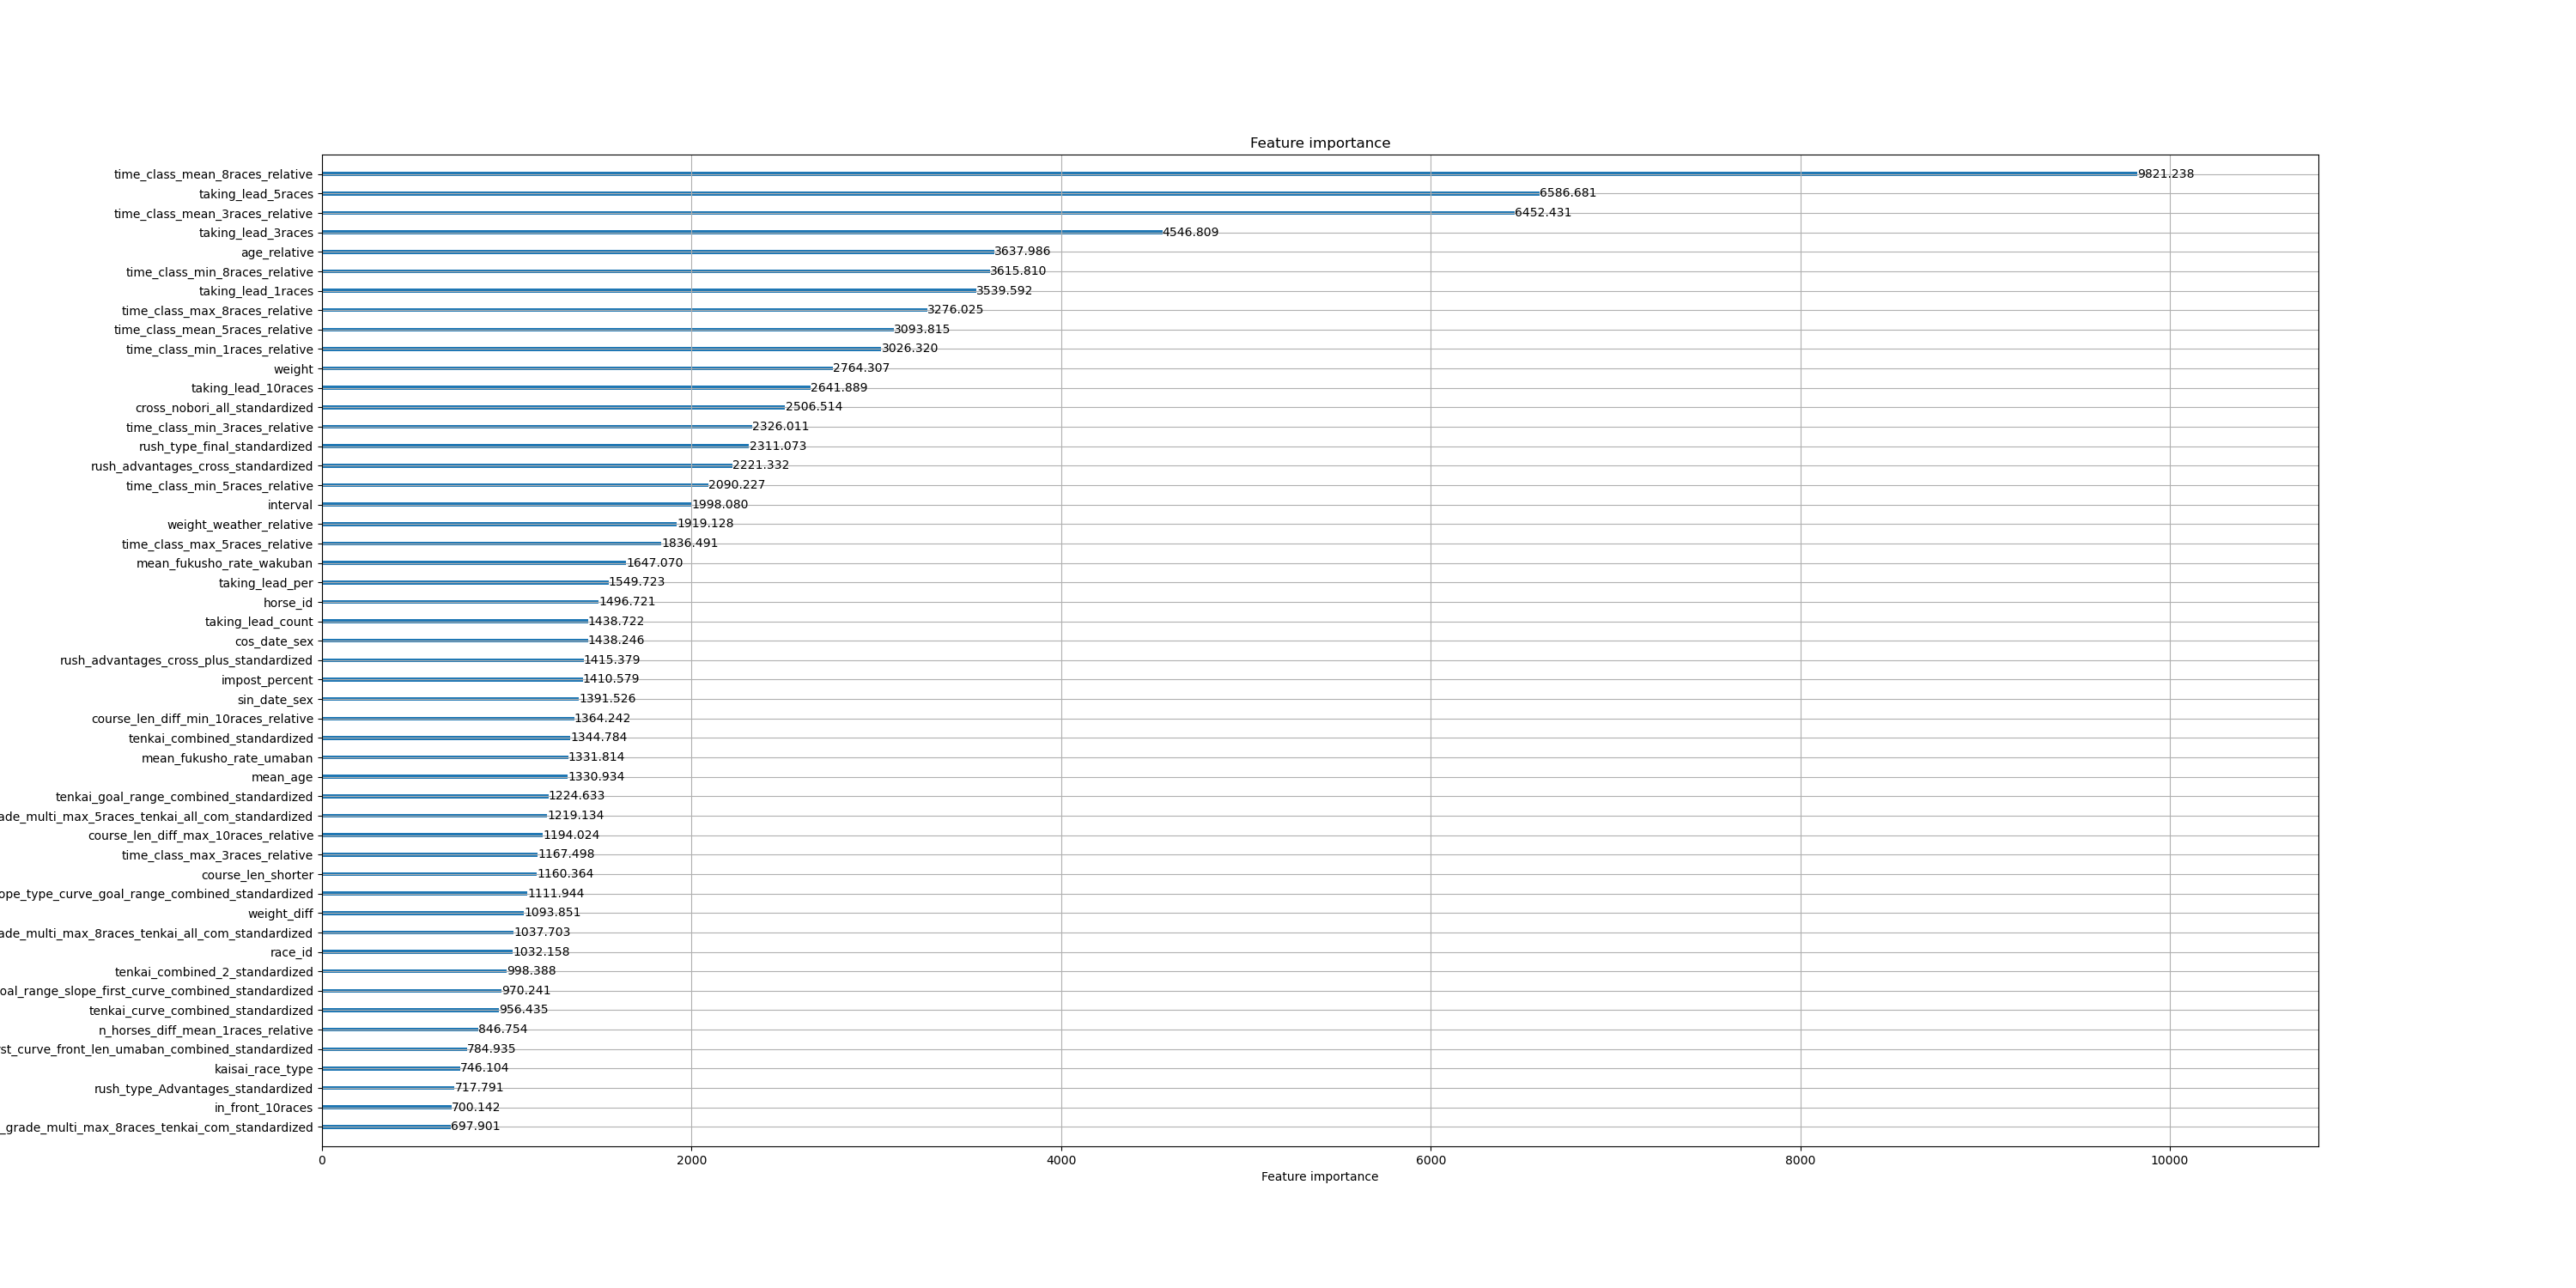 Feature importance
time_class_mean_8races_relative 9821.238
taking_lead_5races 6586.681
time_class_mean_3races_relative 6452.431
taking_lead_3races 4546.809
age_relative 3637.986
time_class_min_8races_relative 3615.810
taking_lead_1races 3539.592
time_class_max_8races_relative 3276.025
time_class_mean_5races_relative 3093.815
time_class_min_1races_relative 3026.320
weight 2764.307
taking_lead_10races 2641.889
cross_nobori_all_standardized 2506.514
time_class_min_3races_relative 2326.011
rush_type_final_standardized 2311.073
rush_advantages_cross_standardized 2221.332
time_class_min_5races_relative 2090.227
interval 1998.080
weight_weather_relative 1919.128
time_class_max_5races_relative 1836.491
mean_fukusho_rate_wakuban 1647.070
taking_lead_per 1549.723
horse_id 1496.721
taking_lead_count 1438.722
cos_date_sex 1438.246
rush_advantages_cross_plus_standardized 1415.379
impost_percent 1410.579
sin_date_sex 1391.526
course_len_diff_min_10races_relative 1364.242
tenkai_combined_standardized 1344.784
mean_fukusho_rate_umaban 1331.814
mean_age 1330.934
tenkai_goal_range_combined_standardized 1224.633
ade_multi_max_5races_tenkai_all_com_standardized 1219.134
course_len_diff_max_10races_relative 1194.024
time_class_max_3races_relative 1167.498
course_len_shorter 1160.364
ope_type_curve_goal_range_combined_standardized 1111.944
weight_diff 1093.851
ade_multi_max_8races_tenkai_all_com_standardized 1037.703
race_id 1032.158
tenkai_combined_2_standardized 998.388
oal_range_slope_first_curve_combined_standardized 970.241
tenkai_curve_combined_standardized 956.435
n_horses_diff_mean_1races_relative 846.754
st_curve_front_len_umaban_combined_standardized 784.935
kaisai_race_type 746.104
rush_type_Advantages_standardized 717.791
in_front_10races 700.142
_grade_multi_max_8races_tenkai_com_standardized 697.901
0 2000 4000 6000 8000 10000
Feature importance